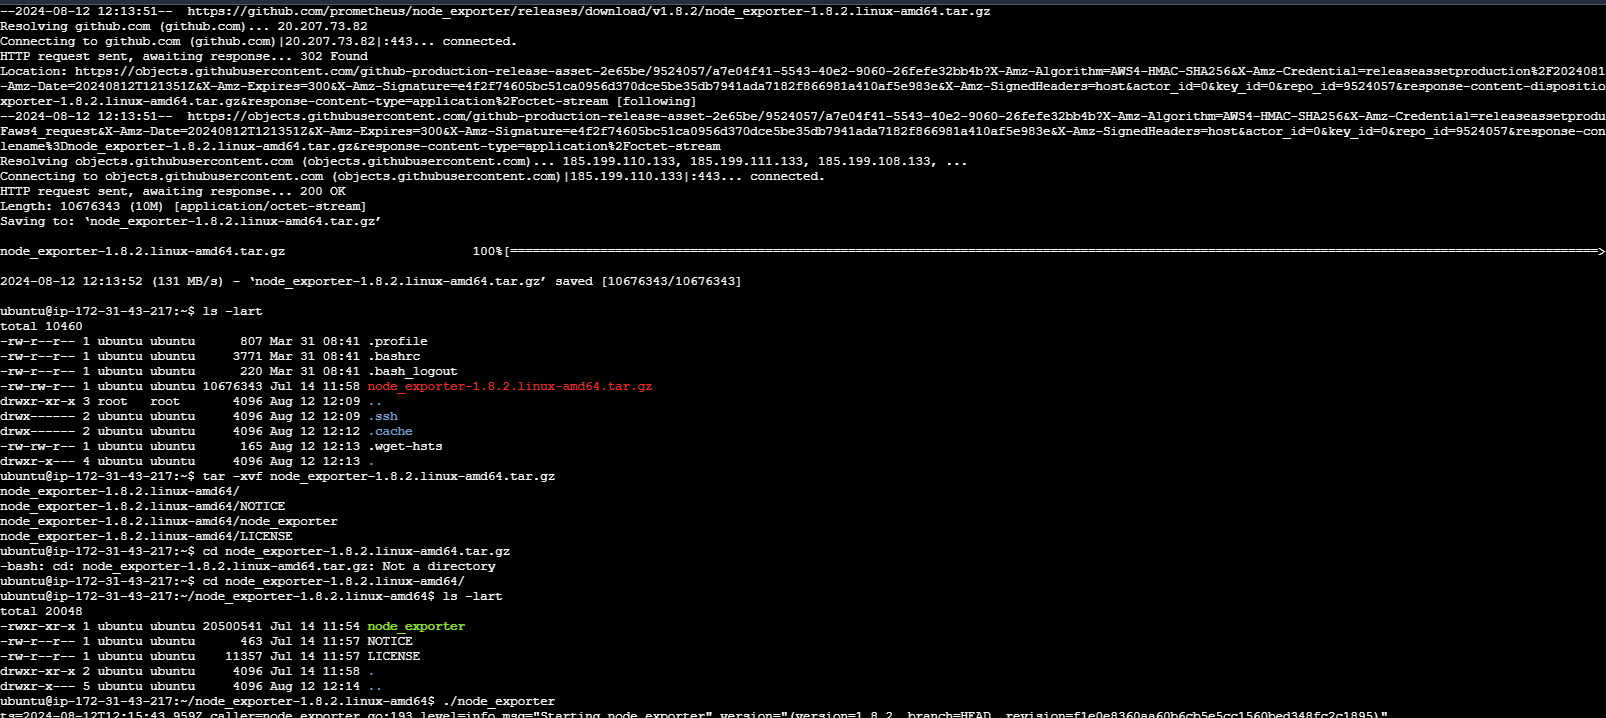 --2024-08-12 12:13:51--  https://github.com/prometheus/node_exporter/releases/download/v1.8.2/node_exporter-1.8.2.linux-amd64.tar.gz
Resolving github.com (github.com)... 20.207.73.82
Connecting to github.com (github.com)|20.207.73.82|:443... connected.
HTTP request sent, awaiting response... 302 Found
Location: https://objects.githubusercontent.com/github-production-release-asset-2e65be/9524057/a7e04f41-5543-40e2-9060-26fefe32bb4b?X-Amz-Algorithm=AWS4-HMAC-SHA256&X-Amz-Credential=releaseassetproduction%2F2024081
-Amz-Date=20240812T121351Z&X-Amz-Expires=300&X-Amz-Signature=e4f2f74605bc51ca0956d370dce5be35db7941ada7182f866981a410af5e983e&X-Amz-SignedHeaders=host&actor_id=0&key_id=0&repo_id=9524057&response-content-dispositio
xporter-1.8.2.linux-amd64.tar.gz&response-content-type=application%2Foctet-stream [following]
--2024-08-12 12:13:51--  https://objects.githubusercontent.com/github-production-release-asset-2e65be/9524057/a7e04f41-5543-40e2-9060-26fefe32bb4b?X-Amz-Algorithm=AWS4-HMAC-SHA256&X-Amz-Credential=releaseassetprodu
Faws4_request&X-Amz-Date=20240812T121351Z&X-Amz-Expires=300&X-Amz-Signature=e4f2f74605bc51ca0956d370dce5be35db7941ada7182f866981a410af5e983e&X-Amz-SignedHeaders=host&actor_id=0&key_id=0&repo_id=9524057&response-con
lename%3Dnode_exporter-1.8.2.linux-amd64.tar.gz&response-content-type=application%2Foctet-stream
Resolving objects.githubusercontent.com (objects.githubusercontent.com)... 185.199.110.133, 185.199.111.133, 185.199.108.133, ...
Connecting to objects.githubusercontent.com (objects.githubusercontent.com)|185.199.110.133|:443... connected.
HTTP request sent, awaiting response... 200 OK
Length: 10676343 (10M) [application/octet-stream]
Saving to: ‘node_exporter-1.8.2.linux-amd64.tar.gz’
node_exporter-1.8.2.linux-amd64.tar.gz                         100%[==================================================================================================================================================>
2024-08-12 12:13:52 (131 MB/s) - ‘node_exporter-1.8.2.linux-amd64.tar.gz’ saved [10676343/10676343]
ubuntu@ip-172-31-43-217:~$ ls -lart
total 10460
-rw-r--r-- 1 ubuntu ubuntu      807 Mar 31 08:41 .profile
-rw-r--r-- 1 ubuntu ubuntu     3771 Mar 31 08:41 .bashrc
-rw-r--r-- 1 ubuntu ubuntu      220 Mar 31 08:41 .bash_logout
-rw-rw-r-- 1 ubuntu ubuntu 10676343 Jul 14 11:58 node_exporter-1.8.2.linux-amd64.tar.gz
drwxr-xr-x 3 root   root       4096 Aug 12 12:09 ..
drwx------ 2 ubuntu ubuntu     4096 Aug 12 12:09 .ssh
drwx------ 2 ubuntu ubuntu     4096 Aug 12 12:12 .cache
-rw-rw-r-- 1 ubuntu ubuntu      165 Aug 12 12:13 .wget-hsts
drwxr-x--- 4 ubuntu ubuntu     4096 Aug 12 12:13 .
ubuntu@ip-172-31-43-217:~$ tar -xvf node_exporter-1.8.2.linux-amd64.tar.gz
node_exporter-1.8.2.linux-amd64/
node_exporter-1.8.2.linux-amd64/NOTICE
node_exporter-1.8.2.linux-amd64/node_exporter
node_exporter-1.8.2.linux-amd64/LICENSE
ubuntu@ip-172-31-43-217:~$ cd node_exporter-1.8.2.linux-amd64.tar.gz
-bash: cd: node_exporter-1.8.2.linux-amd64.tar.gz: Not a directory
ubuntu@ip-172-31-43-217:~$ cd node_exporter-1.8.2.linux-amd64/
ubuntu@ip-172-31-43-217:~/node_exporter-1.8.2.linux-amd64$ ls -lart
total 20048
-rwxr-xr-x 1 ubuntu ubuntu 20500541 Jul 14 11:54 node_exporter
-rw-r--r-- 1 ubuntu ubuntu      463 Jul 14 11:57 NOTICE
-rw-r--r-- 1 ubuntu ubuntu    11357 Jul 14 11:57 LICENSE
drwxr-xr-x 2 ubuntu ubuntu     4096 Jul 14 11:58 .
drwxr-x--- 5 ubuntu ubuntu     4096 Aug 12 12:14 ..
ubuntu@ip-172-31-43-217:~/node_exporter-1.8.2.linux-amd64$ ./node_exporter
ts=2024-08-12T12:15:43.959Z caller=node_exporter.go:193 level=info msg="Starting node_exporter" version="(version=1.8.2, branch=HEAD, revision=f1e0e8360aa60b6cb5e5cc1560bed348fc2c1895)"